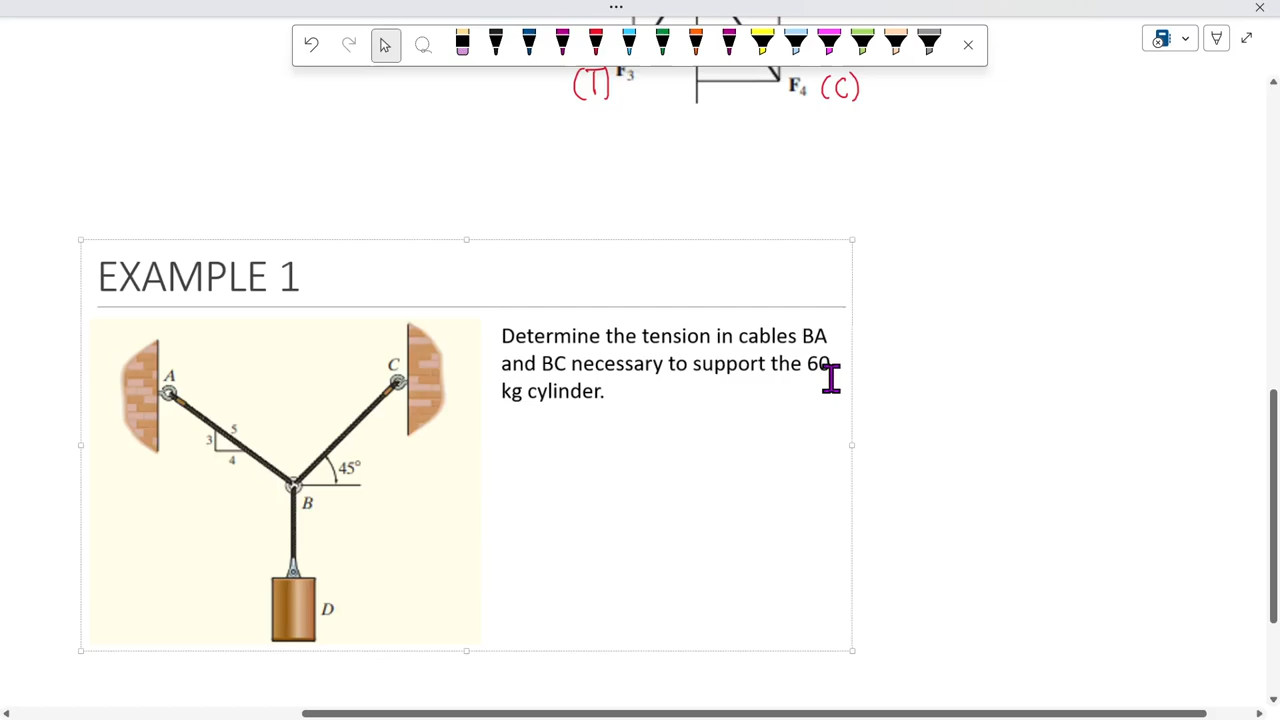 F3
(T)
F4
(C)
EXAMPLE 1
Determine the tension in cables BA
and BC necessary to support the 60
kg cylinder.
A
C
5
3
4
45°
B
D